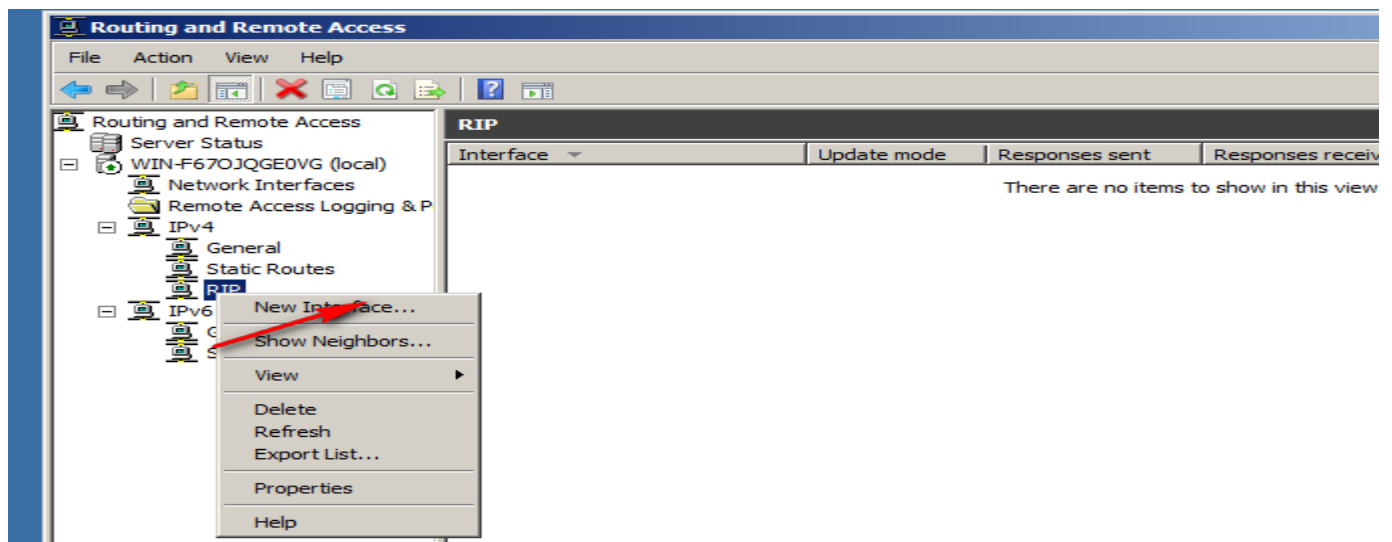 Routing and Remote Access
File Action View Help
Routing and Remote Access
Server Status
WIN-F67OJQGE0VG (local)
Network Interfaces
Remote Access Logging & P
IPv4
General
Static Routes
RIP
IPv6
G
S
New Interface...
Show Neighbors...
View
Delete
Refresh
Export List...
Properties
Help
RIP
Interface Update mode Responses sent Responses receiv
There are no items to show in this view